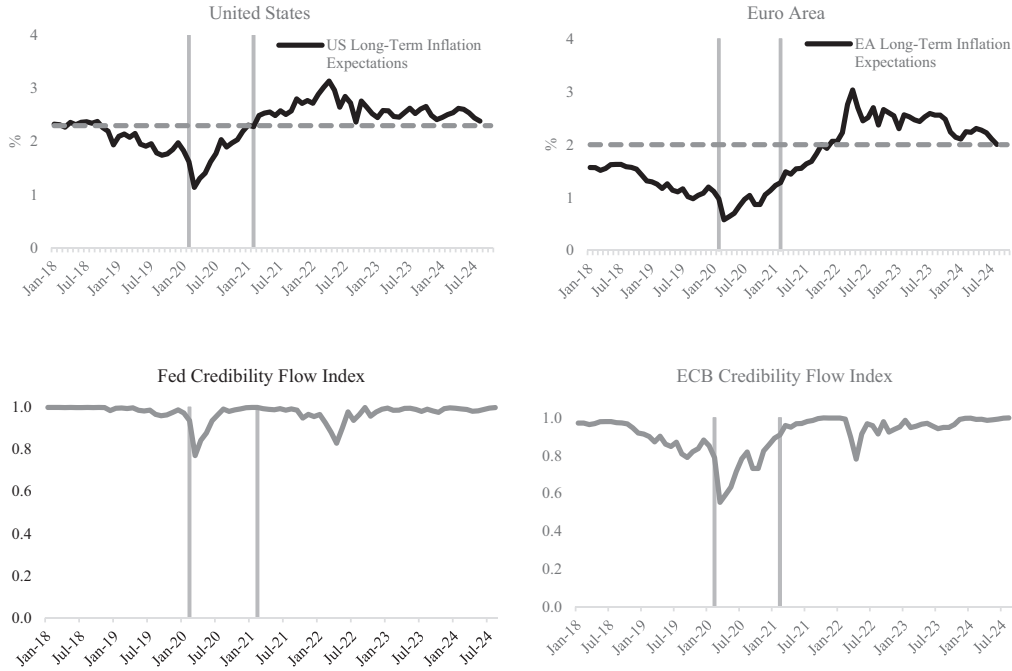 United States
4
3
2
1
0
%
US Long-Term Inflation
Expectations
Jan-18
Jul-18
Jan-19
Jul-19
Jan-20
Jul-20
Jan-21
Jul-21
Jan-22
Jul-22
Jan-23
Jul-23
Jan-24
Jul-24
Euro Area
4
3
2
1
0
%
EA Long-Term Inflation
Expectations
Jan-18
Jul-18
Jan-19
Jul-19
Jan-20
Jul-20
Jan-21
Jul-21
Jan-22
Jul-22
Jan-23
Jul-23
Jan-24
Jul-24
Fed Credibility Flow Index
1.0
0.8
0.6
0.4
0.2
0.0
Jan-18
Jul-18
Jan-19
Jul-19
Jan-20
Jul-20
Jan-21
Jul-21
Jan-22
Jul-22
Jan-23
Jul-23
Jan-24
Jul-24
ECB Credibility Flow Index
1.0
0.8
0.6
0.4
0.2
0.0
Jan-18
Jul-18
Jan-19
Jul-19
Jan-20
Jul-20
Jan-21
Jul-21
Jan-22
Jul-22
Jan-23
Jul-23
Jan-24
Jul-24